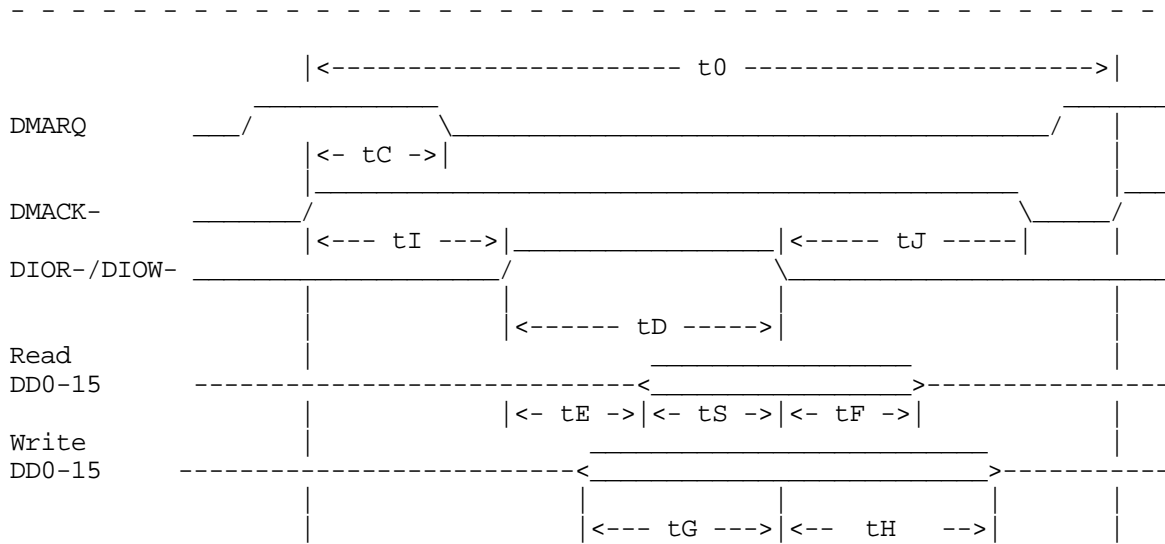 |<----------------------- t0 ----------------------->|
DMARQ
|<- tC ->|
DMACK-
|<--- tI --->| |<----- tJ -----|
DIOR-/DIOW-
|<------ tD ----->|
Read
DD0-15
|<- tE ->|<- tS ->|<- tF ->|
Write
DD0-15
|<--- tG --->|<-- tH -->|